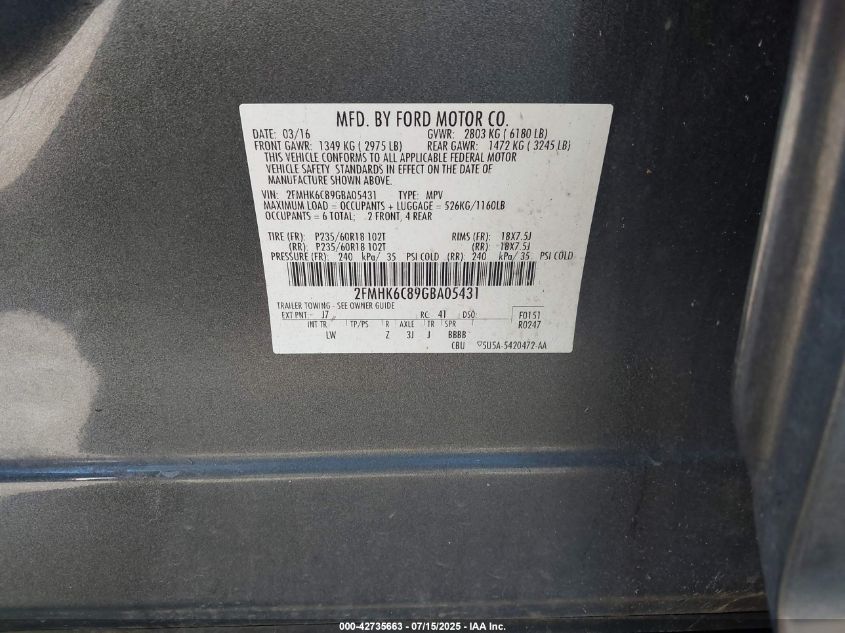 MFD. BY FORD MOTOR CO.
DATE: 03/16 GVWR: 2803 KG ( 6180 LB)
FRONT GAWR: 1349 KG ( 2975 LB) REAR GAWR: 1472 KG ( 3245 LB)
THIS VEHICLE CONFORMS TO ALL APPLICABLE FEDERAL MOTOR
VEHICLE SAFETY STANDARDS IN EFFECT ON THE DATE OF
MANUFACTURE SHOWN ABOVE.
VIN: 2FMHK6C89GBA05431 TYPE: MPV
MAXIMUM LOAD = OCCUPANTS + LUGGAGE = 526KG/1160LB
OCCUPANTS = 6 TOTAL; 2 FRONT, 4 REAR
TIRE (FR): P235/60R18 102T RIMS (FR): 18X7.5J
(RR): P235/60R18 102T (RR): 18X7.5J
PRESSURE (FR): 240 kPa/ 35 PSI COLD (RR): 240 kPa/ 35 PSI COLD
2FMHK6C89GBA05431
TRAILER TOWING - SEE OWNER GUIDE
EXT PNT: J7 RC: 41 DSO: F0151
INT TR TP/PS R AXLE TR SPR R0247
LW Z 3J J BBBB
CBU 5U5A-5420472-AA
000-42735663 - 07/15/2025 - IAA Inc.